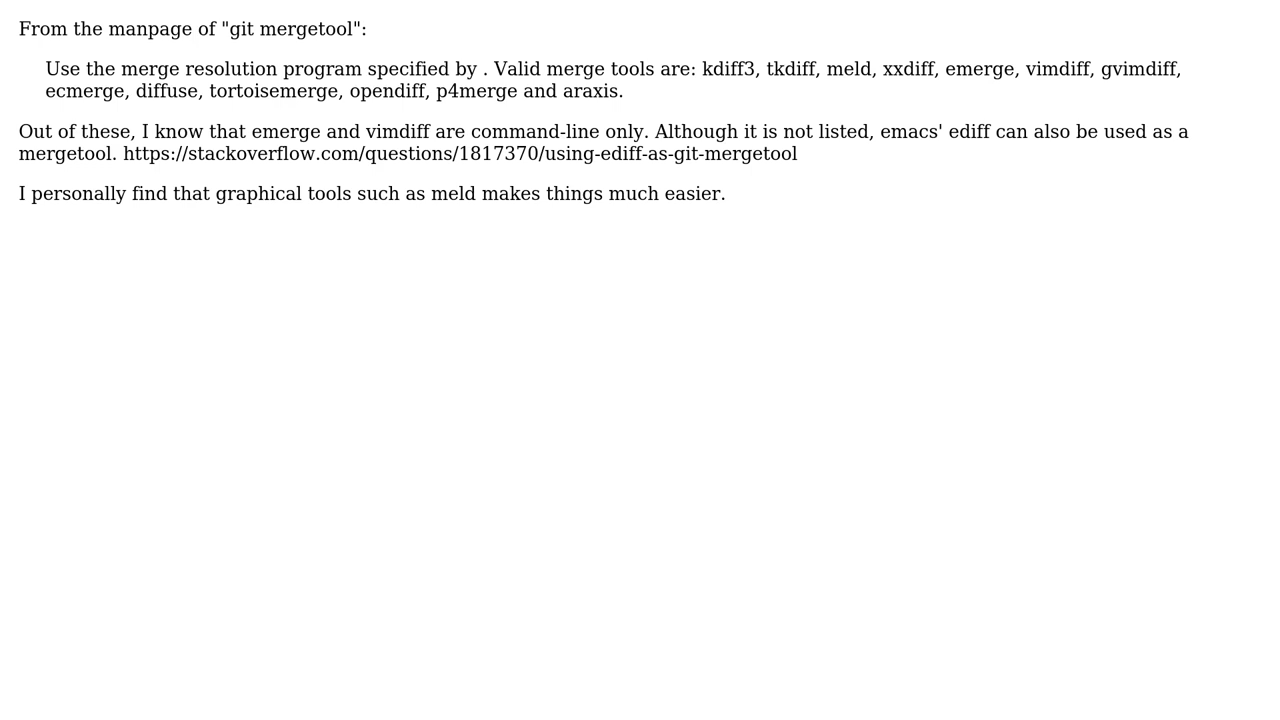 From the manpage of "git mergetool":
Use the merge resolution program specified by . Valid merge tools are: kdiff3, tkdiff, meld, xxdiff, emerge, vimdiff, gvimdiff,
ecmerge, diffuse, tortoisemerge, opendiff, p4merge and araxis.
Out of these, I know that emerge and vimdiff are command-line only. Although it is not listed, emacs' ediff can also be used as a
mergetool. https://stackoverflow.com/questions/1817370/using-ediff-as-git-mergetool
I personally find that graphical tools such as meld makes things much easier.